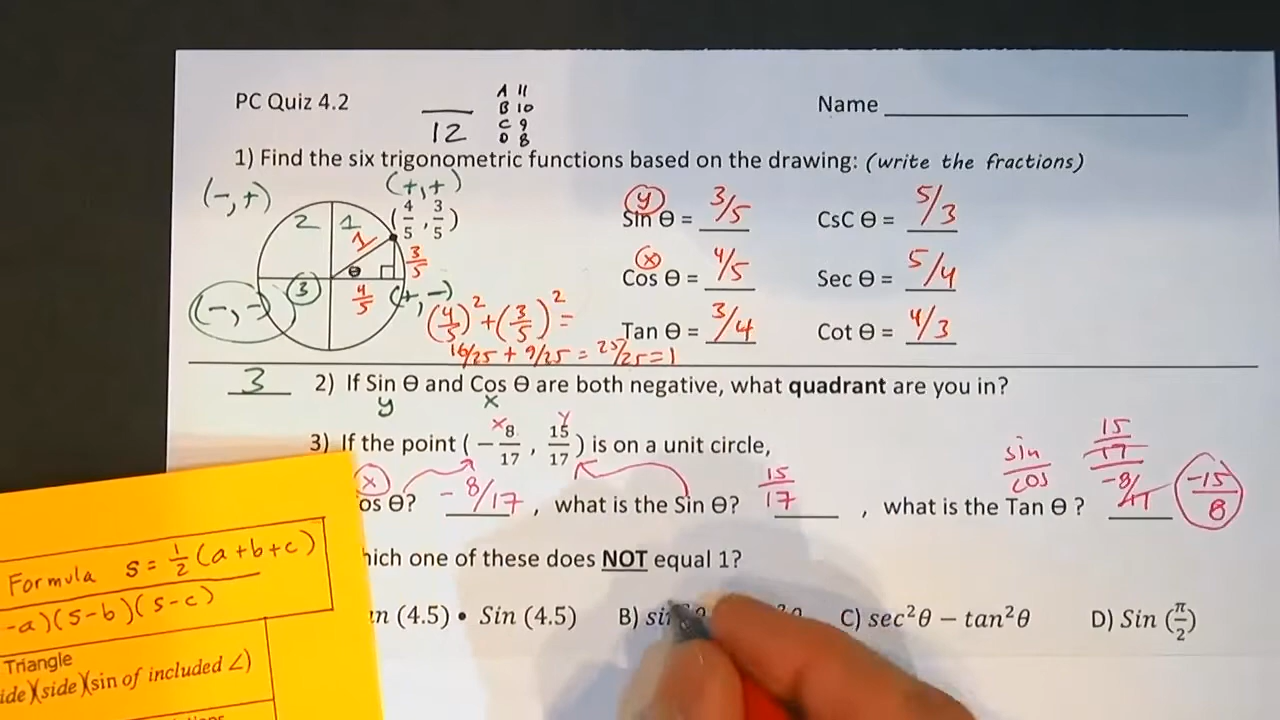 PC Quiz 4.2
12
A 11
B 10
C 9
D 8
Name
1) Find the six trigonometric functions based on the drawing: (write the fractions)
(-,+)
(+,+)
(4/5, 3/5)
2 1
1
θ
3/5
3
4/5
(-,-)
(+,-)
(4/5)² + (3/5)² =
16/25 + 9/25 = 25/25 = 1
y
Sin θ = 3/5
CSC θ = 5/3
x
Cos θ = 4/5
Sec θ = 5/4
Tan θ = 3/4
Cot θ = 4/3
3 2) If Sin θ and Cos θ are both negative, what quadrant are you in?
y x
x y
3) If the point (-8/17, 15/17) is on a unit circle,
x
os θ? -8/17, what is the Sin θ? 15/17, what is the Tan θ?
sin/cos
15/17
-8/17
-15/8
hich one of these does NOT equal 1?
n (4.5) • Sin (4.5) B) C) sec²θ − tan²θ D) Sin (π/2)
Formula s = 1/2 (a+b+c)
-a)(s-b)(s-c)
Triangle
ide)(side)(sin of included ∠)